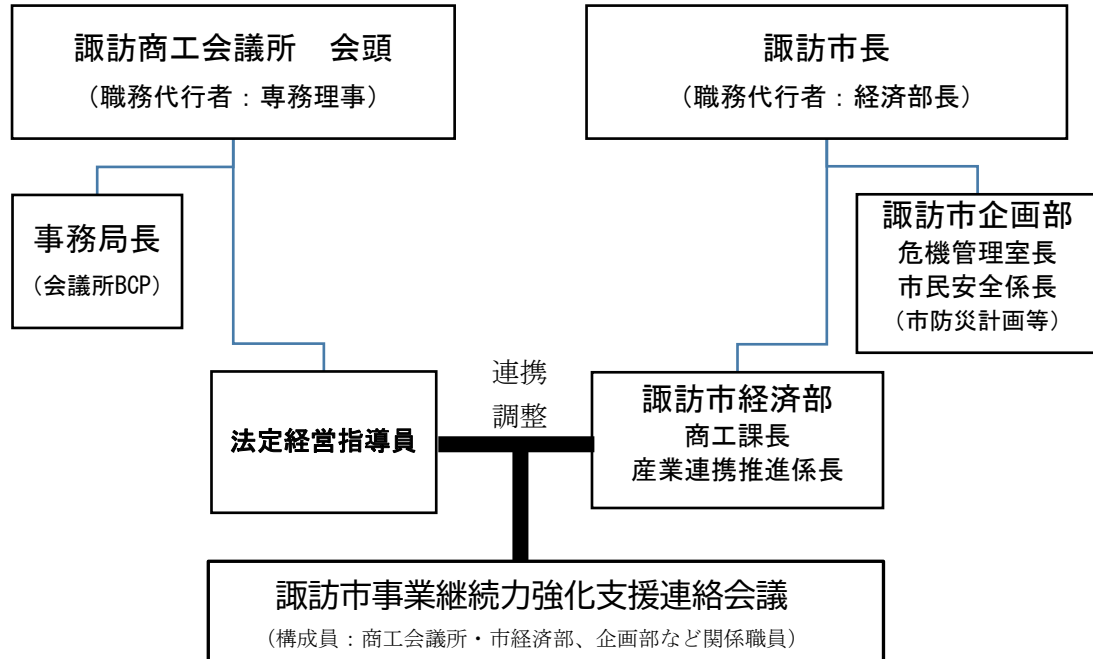 諏訪商工会議所　会頭
（職務代行者：専務理事）
諏訪市長
（職務代行者：経済部長）
事務局長
（会議所BCP）
諏訪市企画部
危機管理室長
市民安全係長
（市防災計画等）
法定経営指導員
連携
調整
諏訪市経済部
商工課長
産業連携推進係長
諏訪市事業継続力強化支援連絡会議
（構成員：商工会議所・市経済部、企画部など関係職員）